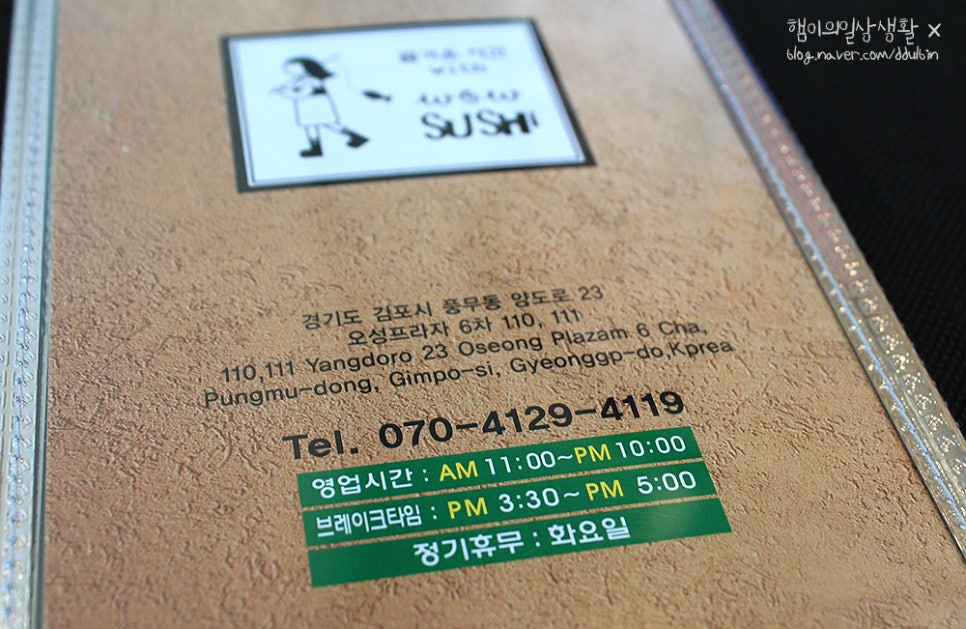 햄이의일상생활 ×
blog.naver.com/ddulbin
with
wow
SUSHi
경기도 김포시 풍무동 양도로 23
오성프라자 6차 110, 111
110,111 Yangdoro 23 Oseong Plazam 6 Cha,
Pungmu-dong, Gimpo-si, Gyeonggp-do,Kprea
Tel. 070-4129-4119
영업시간 : AM 11:00~PM 10:00
브레이크타임 : PM 3:30~ PM 5:00
정기휴무 : 화요일